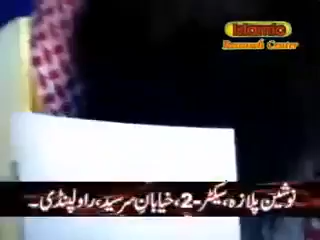 Islamic
Research Center
نوشین پلازہ، سیکٹر-2، خیابانِ سرسید، راولپنڈی۔